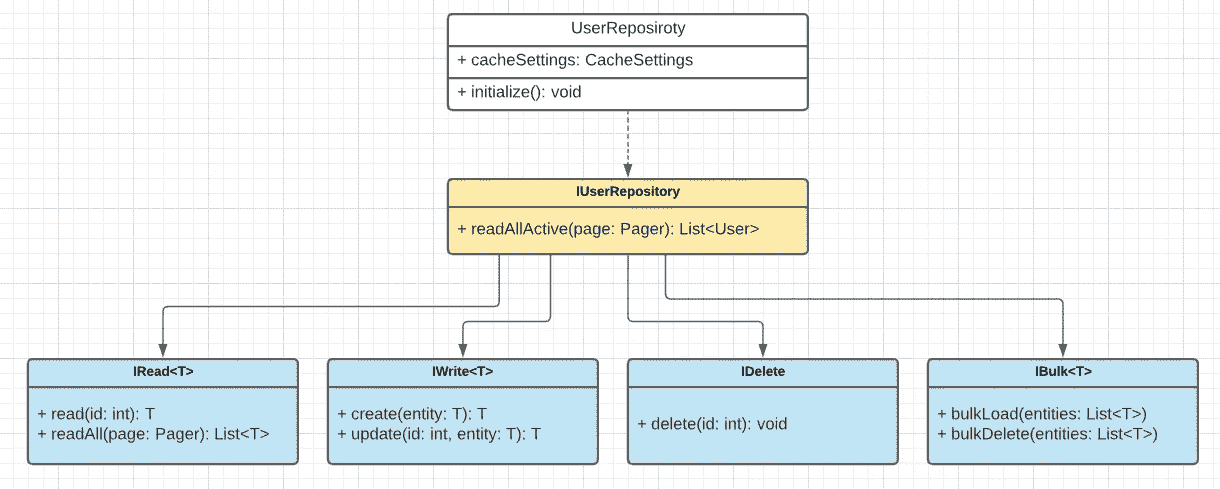 UserReposiroty
+ cacheSettings: CacheSettings
+ initialize(): void
IUserRepository
+ readAllActive(page: Pager): List<User>
IRead<T>
+ read(id: int): T
+ readAll(page: Pager): List<T>
IWrite<T>
+ create(entity: T): T
+ update(id: int, entity: T): T
IDelete
+ delete(id: int): void
IBulk<T>
+ bulkLoad(entities: List<T>)
+ bulkDelete(entities: List<T>)